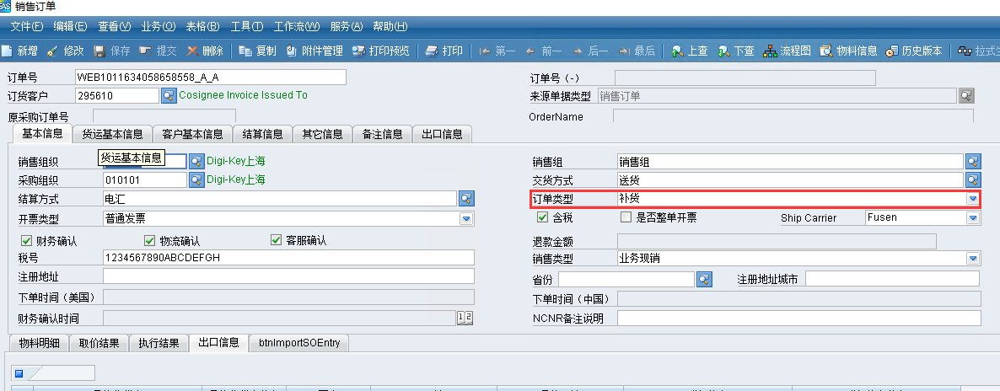 EAS 销售订单
文件(F) 编辑(E) 查看(V) 业务(O) 表格(B) 工具(T) 工作流(W) 服务(A) 帮助(H)
新增 修改 保存 提交 删除 复制 附件管理 打印预览 打印 第一 前一 后一 最后 上查 下查 流程图 物料信息 历史版本 拉式生
订单号 WEB1011634058658558_A_A 订单号（-）
订货客户 295610 Cosignee Invoice Issued To 来源单据类型 销售订单
原采购订单号 OrderName
基本信息 货运基本信息 客户基本信息 结算信息 其它信息 备注信息 出口信息
货运基本信息
销售组织 Digi-Key上海 销售组 销售组
采购组织 010101 Digi-Key上海 交货方式 送货
结算方式 电汇 订单类型 补货
开票类型 普通发票 含税 是否整单开票 Ship Carrier Fusen
财务确认 物流确认 客服确认 退款金额
税号 1234567890ABCDEFGH 销售类型 业务现销
注册地址 省份 注册地址城市
下单时间（美国） 下单时间（中国）
财务确认时间 12 NCNR备注说明
物料明细 取价结果 执行结果 出口信息 btnImportSOEntry